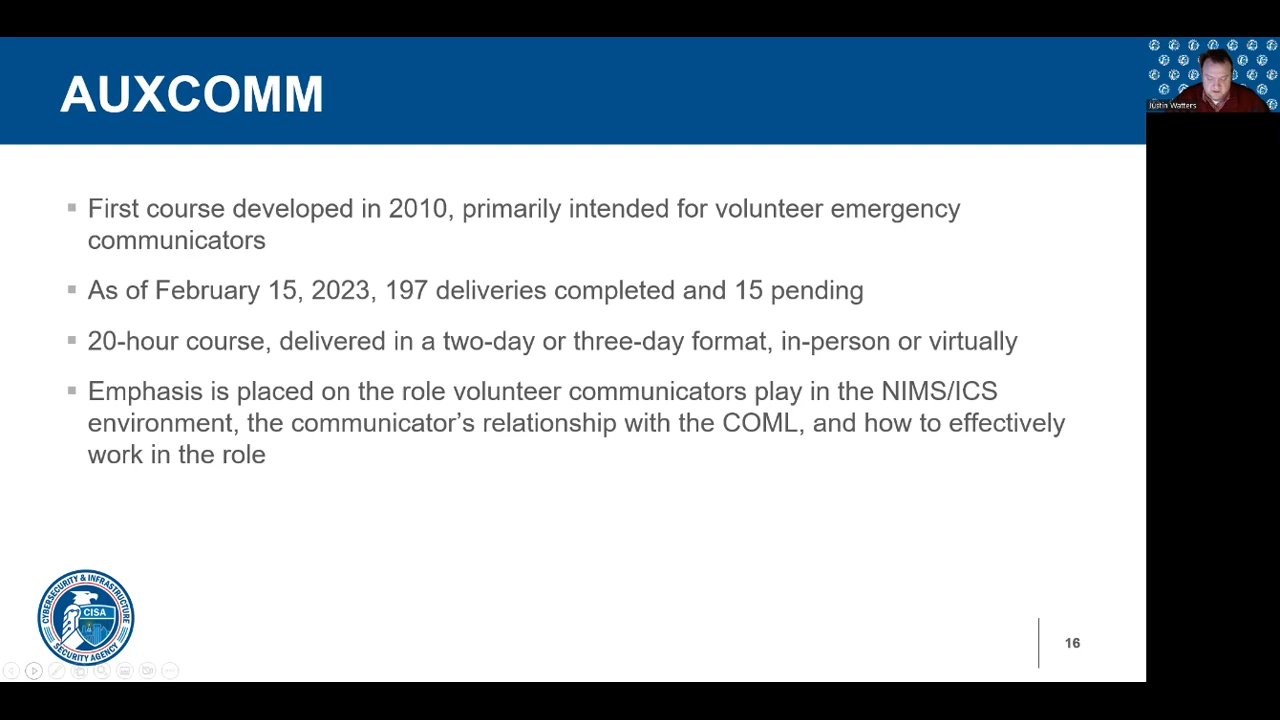 AUXCOMM
Justin Watters
▪ First course developed in 2010, primarily intended for volunteer emergency
communicators
▪ As of February 15, 2023, 197 deliveries completed and 15 pending
▪ 20-hour course, delivered in a two-day or three-day format, in-person or virtually
▪ Emphasis is placed on the role volunteer communicators play in the NIMS/ICS
environment, the communicator’s relationship with the COML, and how to effectively
work in the role
CYBERSECURITY & INFRASTRUCTURE
CISA
SECURITY AGENCY
16